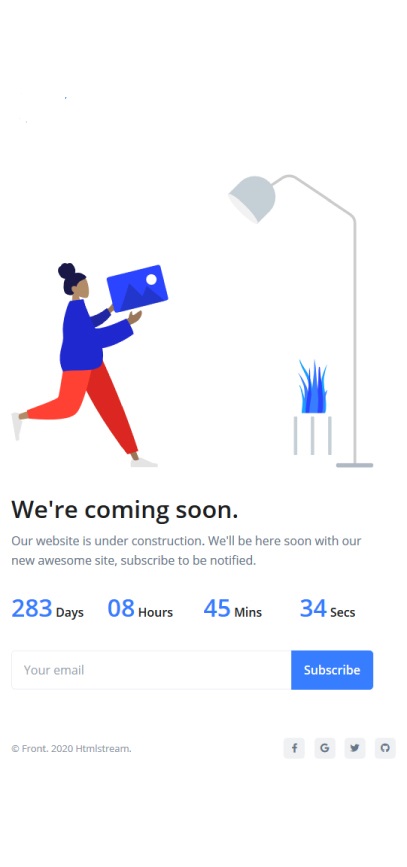 We're coming soon.
Our website is under construction. We'll be here soon with our
new awesome site, subscribe to be notified.
283 Days 08 Hours 45 Mins 34 Secs
Your email Subscribe
© Front. 2020 Htmlstream.